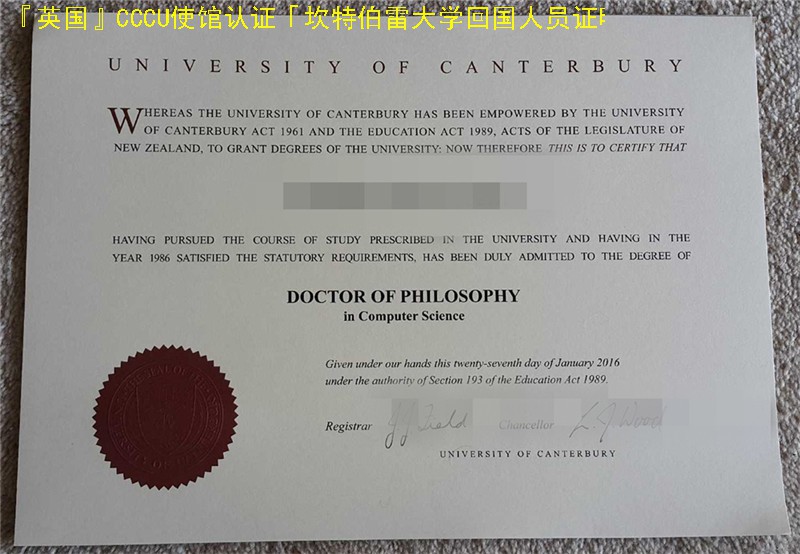 『英国』CCCU使馆认证「坎特伯雷大学回国人员证
UNIVERSITY OF CANTERBURY
WHEREAS THE UNIVERSITY OF CANTERBURY HAS BEEN EMPOWERED BY THE UNIVERSITY
OF CANTERBURY ACT 1961 AND THE EDUCATION ACT 1989, ACTS OF THE LEGISLATURE OF
NEW ZEALAND, TO GRANT DEGREES OF THE UNIVERSITY: NOW THEREFORE THIS IS TO CERTIFY THAT
HAVING PURSUED THE COURSE OF STUDY PRESCRIBED IN THE UNIVERSITY AND HAVING IN THE
YEAR 1986 SATISFIED THE STATUTORY REQUIREMENTS, HAS BEEN DULY ADMITTED TO THE DEGREE OF
DOCTOR OF PHILOSOPHY
in Computer Science
Given under our hands this twenty-seventh day of January 2016
under the authority of Section 193 of the Education Act 1989.
Registrar Chancellor
UNIVERSITY OF CANTERBURY